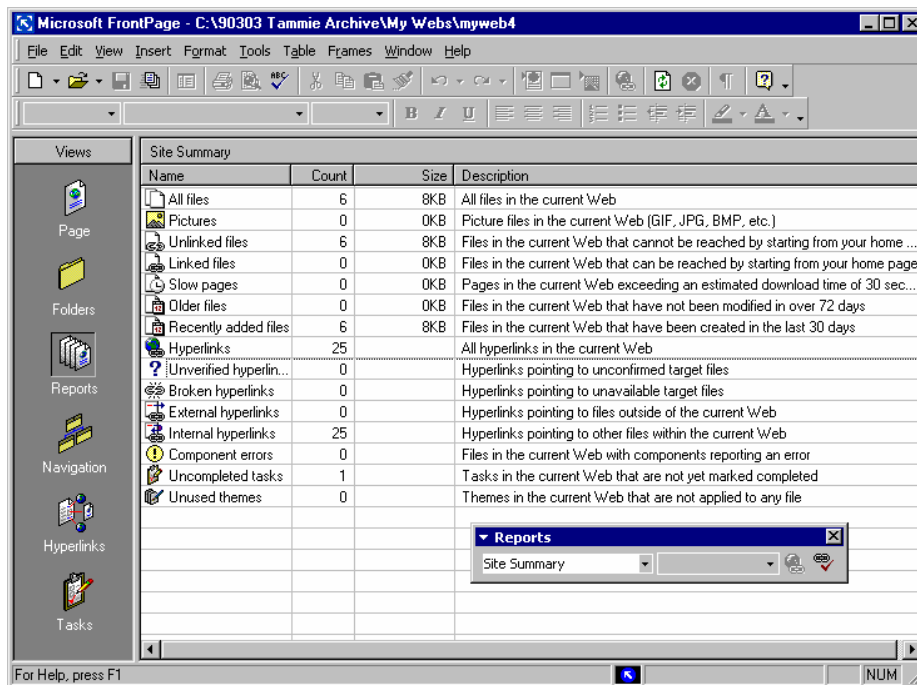 Microsoft FrontPage - C:\90303 Tammie Archive\My Webs\myweb4
File Edit View Insert Format Tools Table Frames Window Help
ABC
B I U A
Views Site Summary
Name Count Size Description
All files 6 8KB All files in the current Web
Pictures 0 0KB Picture files in the current Web (GIF, JPG, BMP, etc.)
Unlinked files 6 8KB Files in the current Web that cannot be reached by starting from your home ...
Linked files 0 0KB Files in the current Web that can be reached by starting from your home page
Slow pages 0 0KB Pages in the current Web exceeding an estimated download time of 30 sec...
Older files 0 0KB Files in the current Web that have not been modified in over 72 days
Recently added files 6 8KB Files in the current Web that have been created in the last 30 days
Hyperlinks 25 All hyperlinks in the current Web
Unverified hyperlin... 0 Hyperlinks pointing to unconfirmed target files
Broken hyperlinks 0 Hyperlinks pointing to unavailable target files
External hyperlinks 0 Hyperlinks pointing to files outside of the current Web
Internal hyperlinks 25 Hyperlinks pointing to other files within the current Web
Component errors 0 Files in the current Web with components reporting an error
Uncompleted tasks 1 Tasks in the current Web that are not yet marked completed
Unused themes 0 Themes in the current Web that are not applied to any file
Page
Folders
Reports
Navigation
Hyperlinks
Tasks
Reports
Site Summary
For Help, press F1 NUM